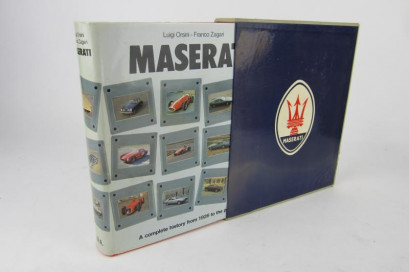 Luigi Orsini - Franco Zagari
MASERAT
A complete history from 1926 to the
MASERATI